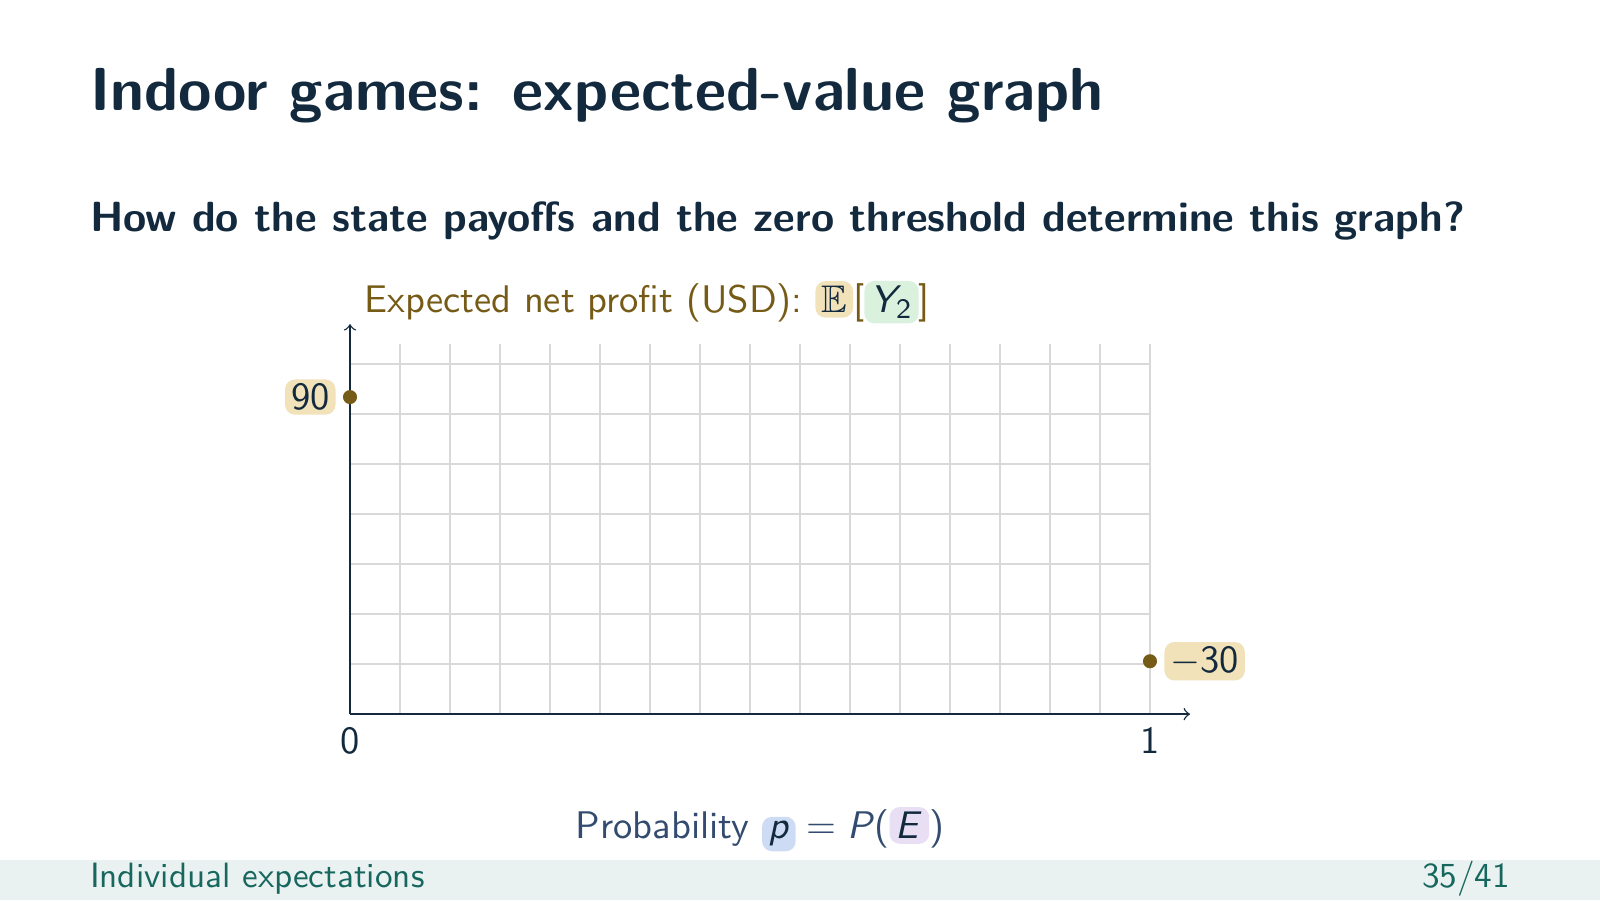 Indoor games: expected-value graph
How do the state payoffs and the zero threshold determine this graph?
Expected net profit (USD): 𝔼[Y₂]
90
−30
0
1
Probability p = P(E)
Individual expectations
35/41